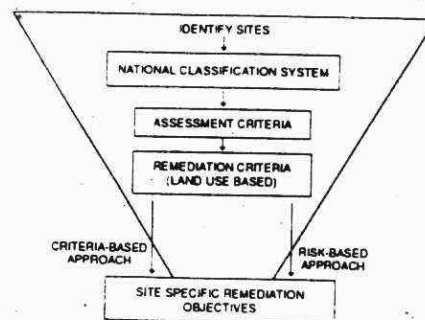 IDENTIFY SITES
NATIONAL CLASSIFICATION SYSTEM
ASSESSMENT CRITERIA
REMEDIATION CRITERIA
(LAND USE BASED)
CRITERIA-BASED
APPROACH
RISK-BASED
APPROACH
SITE SPECIFIC REMEDIATION
OBJECTIVES